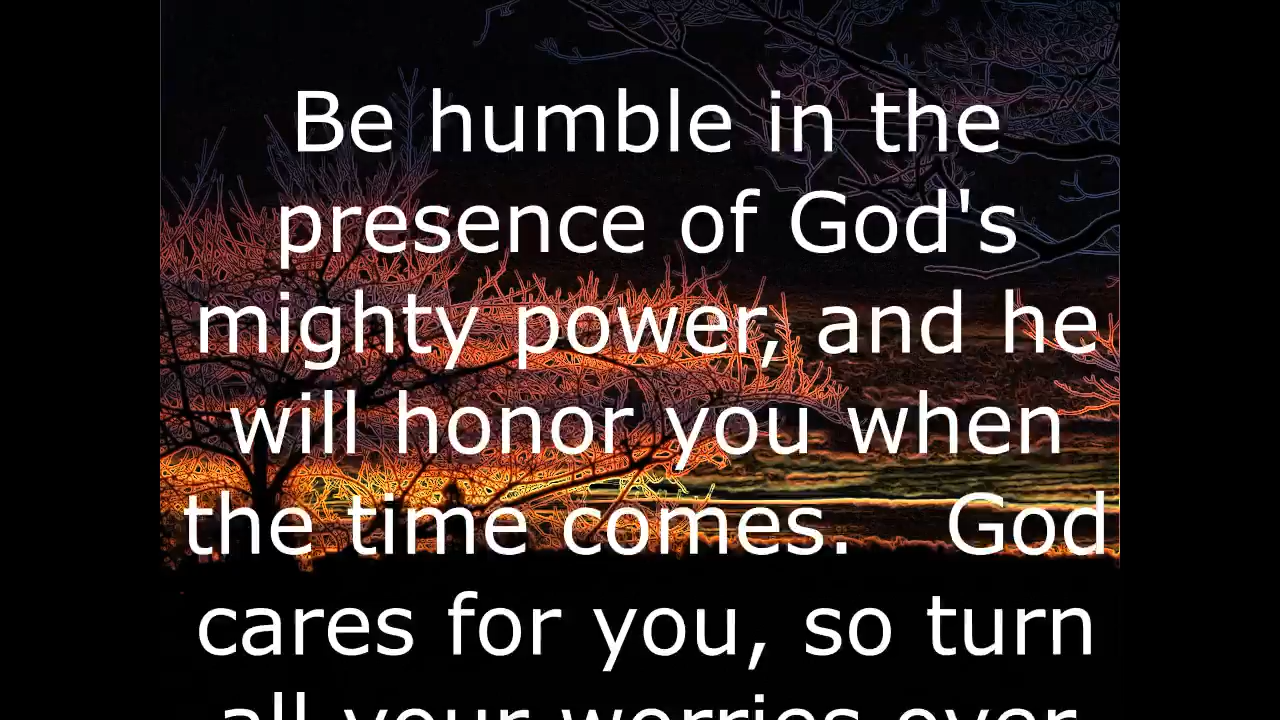 Be humble in the
presence of God's
mighty power, and he
will honor you when
the time comes. God
cares for you, so turn
all your worries over